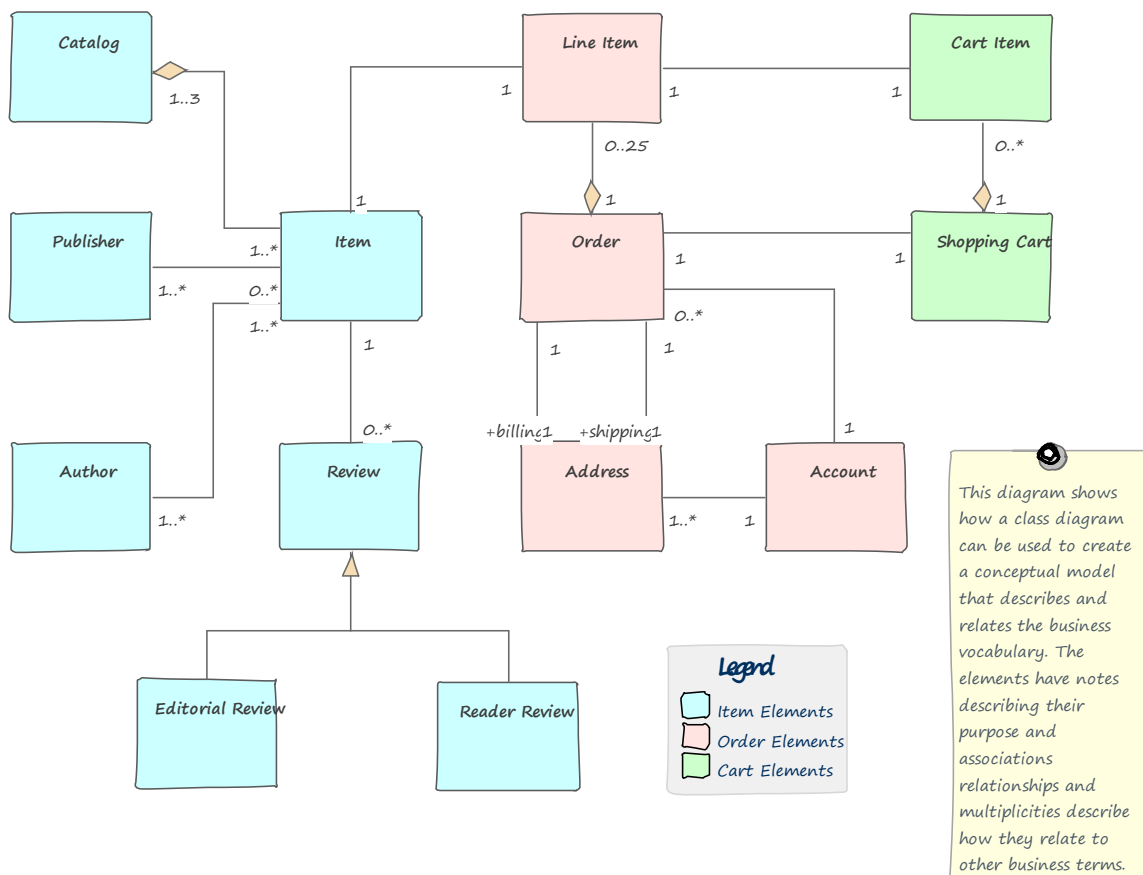 Catalog
Line Item
Cart Item
1..3
1
1
1
0..25
0..*
1
1
1
Publisher
Item
Order
Shopping Cart
1..*
1
1
1..*
0..*
0..*
1..*
1
1
1
0..*
1
+billing1
+shipping1
Author
Review
Address
Account
1..*
1..*
1
This diagram shows
how a class diagram
can be used to create
a conceptual model
that describes and
relates the business
vocabulary. The
elements have notes
describing their
purpose and
associations
relationships and
multiplicities describe
how they relate to
other business terms.
Editorial Review
Reader Review
Legend
Item Elements
Order Elements
Cart Elements